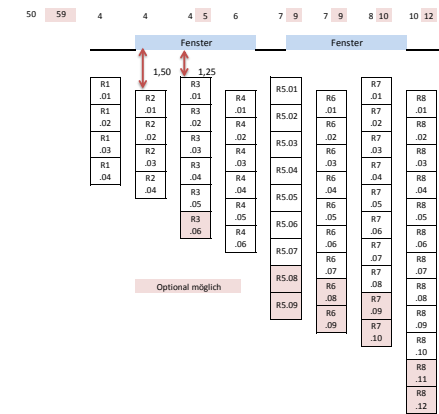 50 59 4 4 4 5 6 7 9 7 9 8 10 10 12
Fenster Fenster
1,50 1,25
R1
.01
R1
.02
R1
.03
R1
.04
R2
.01
R2
.02
R2
.03
R2
.04
R3
.01
R3
.02
R3
.03
R3
.04
R3
.05
R3
.06
R4
.01
R4
.02
R4
.03
R4
.04
R4
.05
R4
.06
R5.01
R5.02
R5.03
R5.04
R5.05
R5.06
R5.07
R5.08
R5.09
R6
.01
R6
.02
R6
.03
R6
.04
R6
.05
R6
.06
R6
.07
R6
.08
R6
.09
R7
.01
R7
.02
R7
.03
R7
.04
R7
.05
R7
.06
R7
.07
R7
.08
R7
.09
R7
.10
R8
.01
R8
.02
R8
.03
R8
.04
R8
.05
R8
.06
R8
.07
R8
.08
R8
.09
R8
.10
R8
.11
R8
.12
Optional möglich